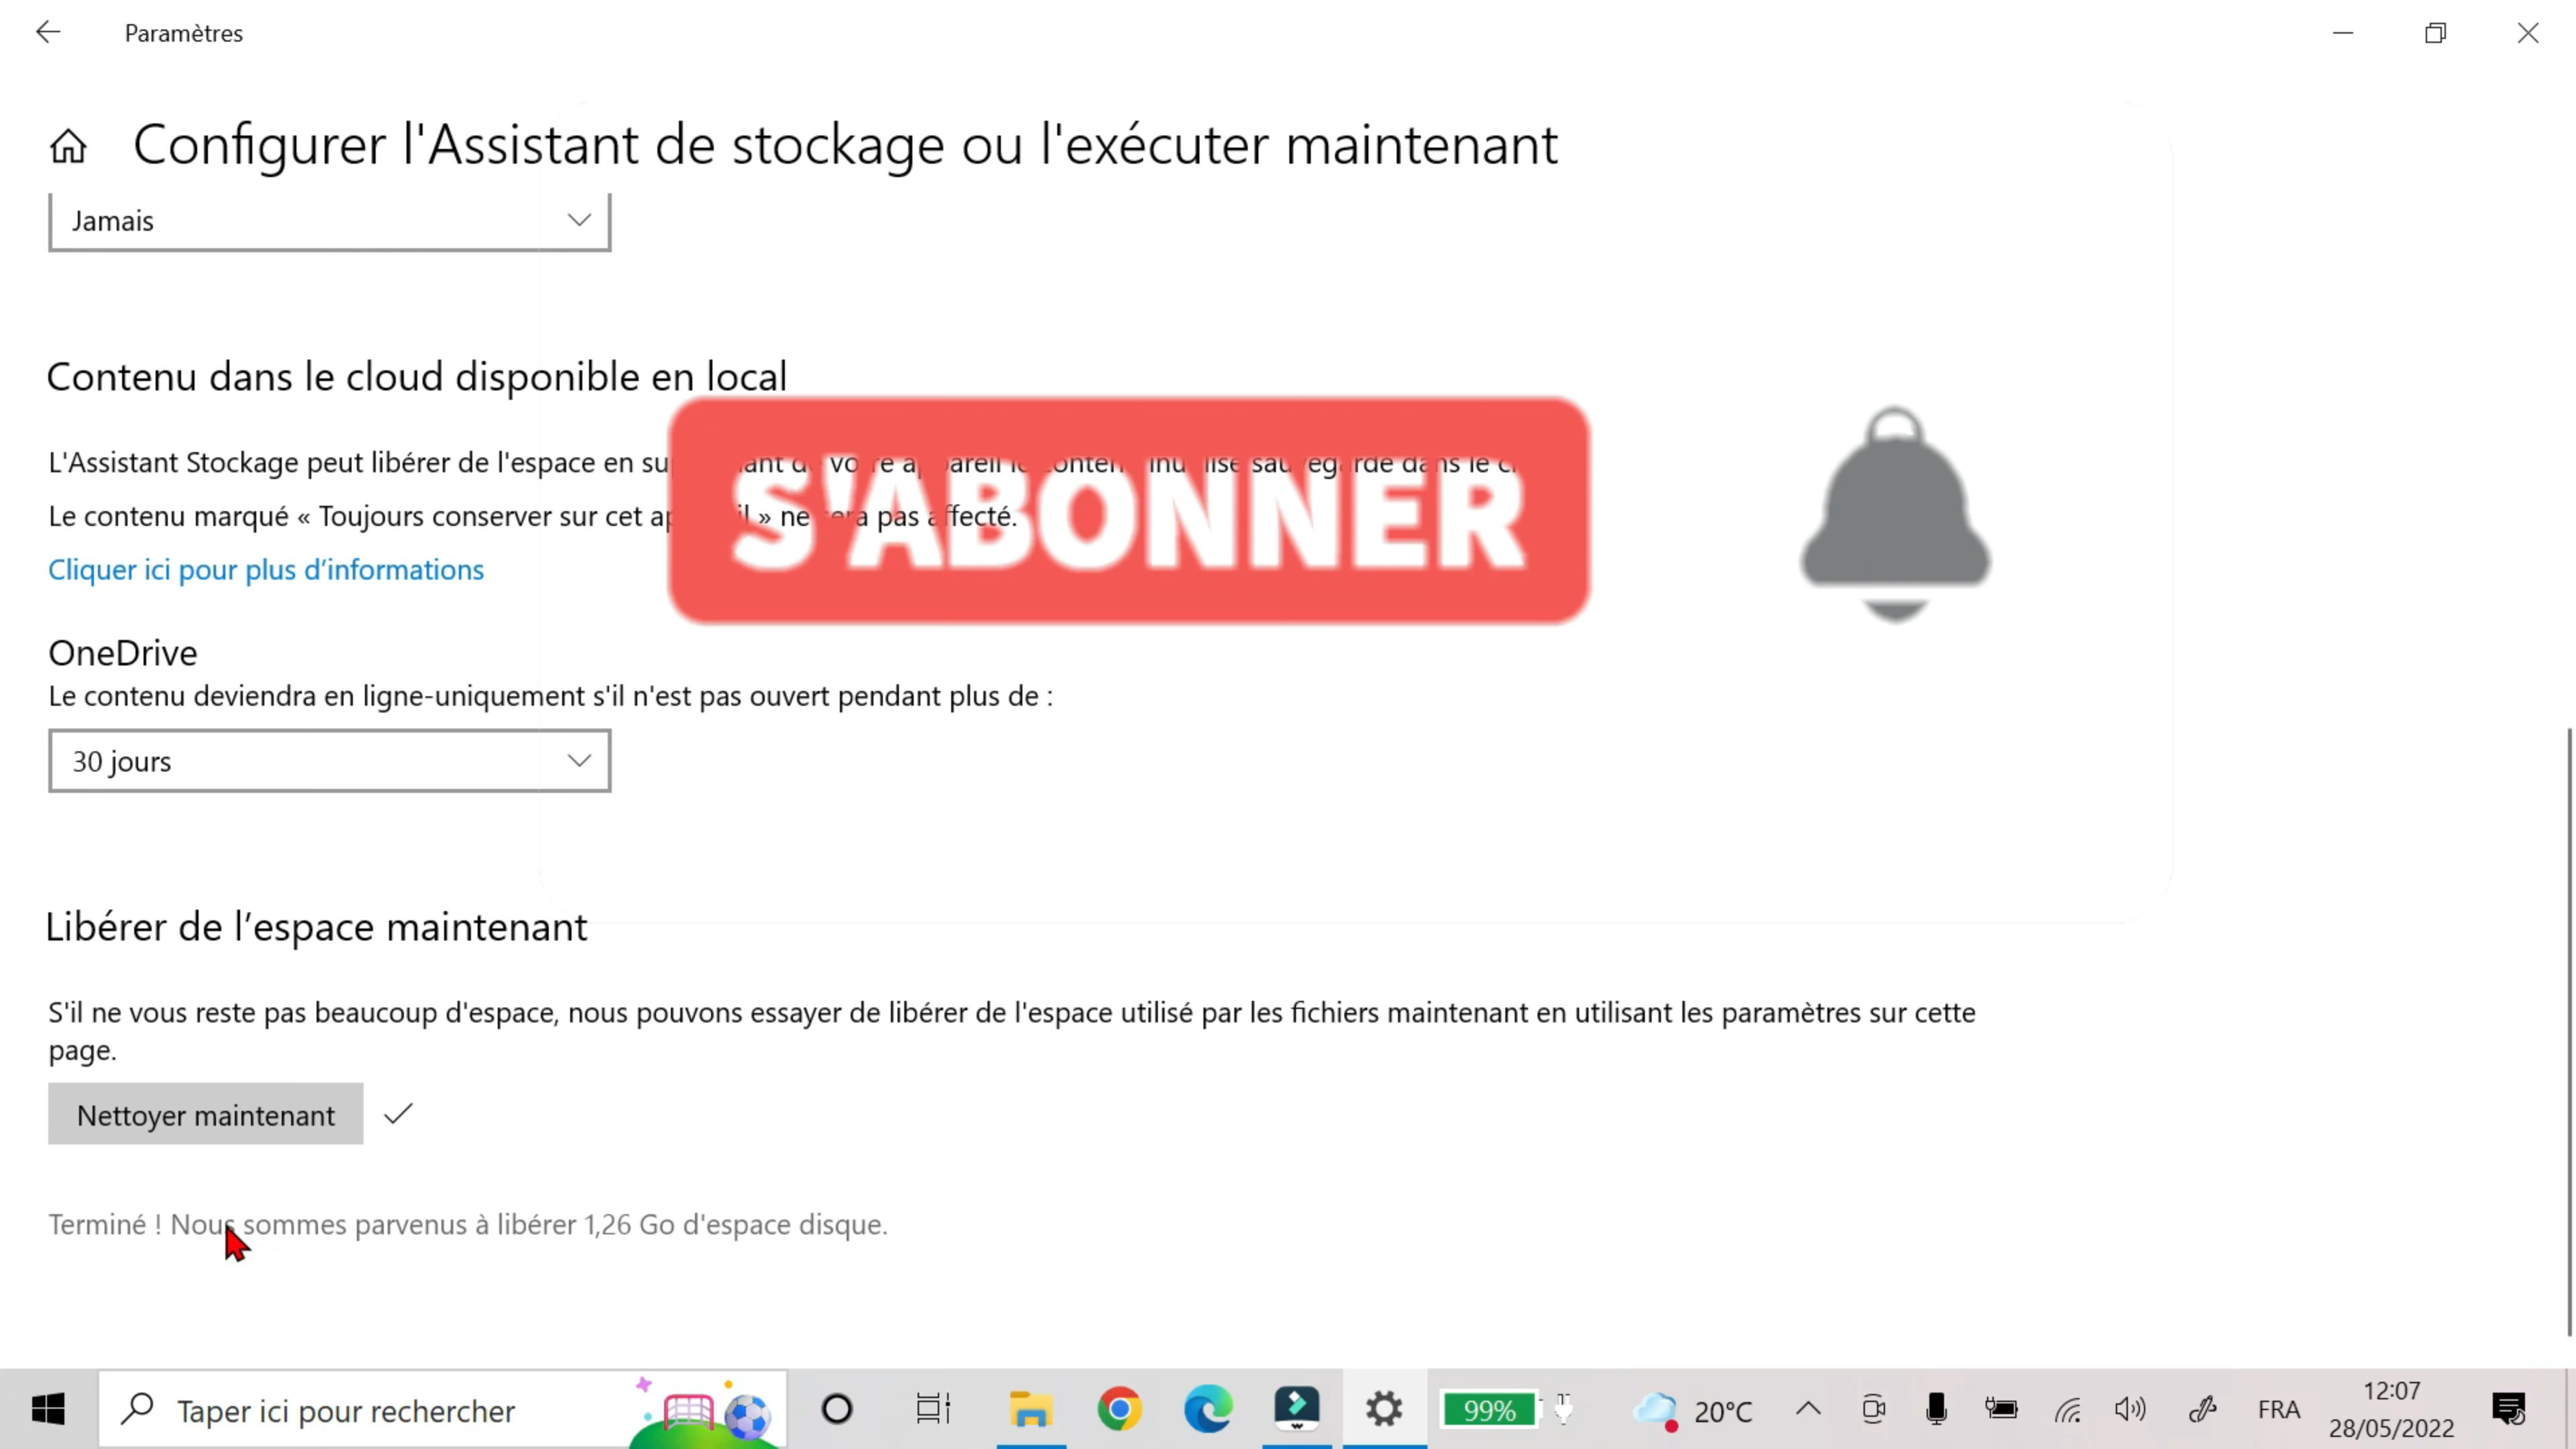 Paramètres
Configurer l'Assistant de stockage ou l'exécuter maintenant
Jamais
Contenu dans le cloud disponible en local
L'Assistant Stockage peut libérer de l'espace en
S'ABONNER
Le contenu marqué « Toujours conserver sur cet » ne sera pas affecté.
Cliquer ici pour plus d’informations
OneDrive
Le contenu deviendra en ligne-uniquement s'il n'est pas ouvert pendant plus de :
30 jours
Libérer de l’espace maintenant
S'il ne vous reste pas beaucoup d'espace, nous pouvons essayer de libérer de l'espace utilisé par les fichiers maintenant en utilisant les paramètres sur cette
page.
Nettoyer maintenant
Terminé ! Nous sommes parvenus à libérer 1,26 Go d'espace disque.
Taper ici pour rechercher
99%
20°C
FRA
12:07
28/05/2022